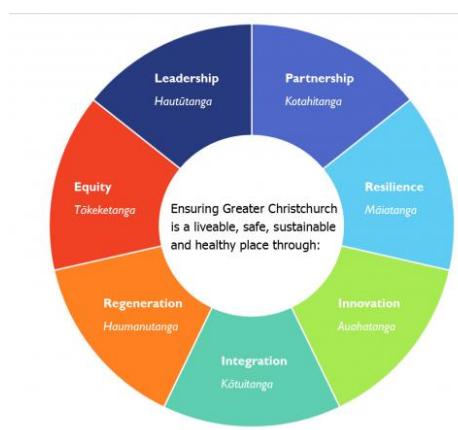 Leadership
Hautūtanga
Partnership
Kotahitanga
Equity
Tōkeketanga
Resilience
Māiatanga
Ensuring Greater Christchurch
is a liveable, safe, sustainable
and healthy place through:
Regeneration
Haumanutanga
Innovation
Auahatanga
Integration
Kōtuitanga